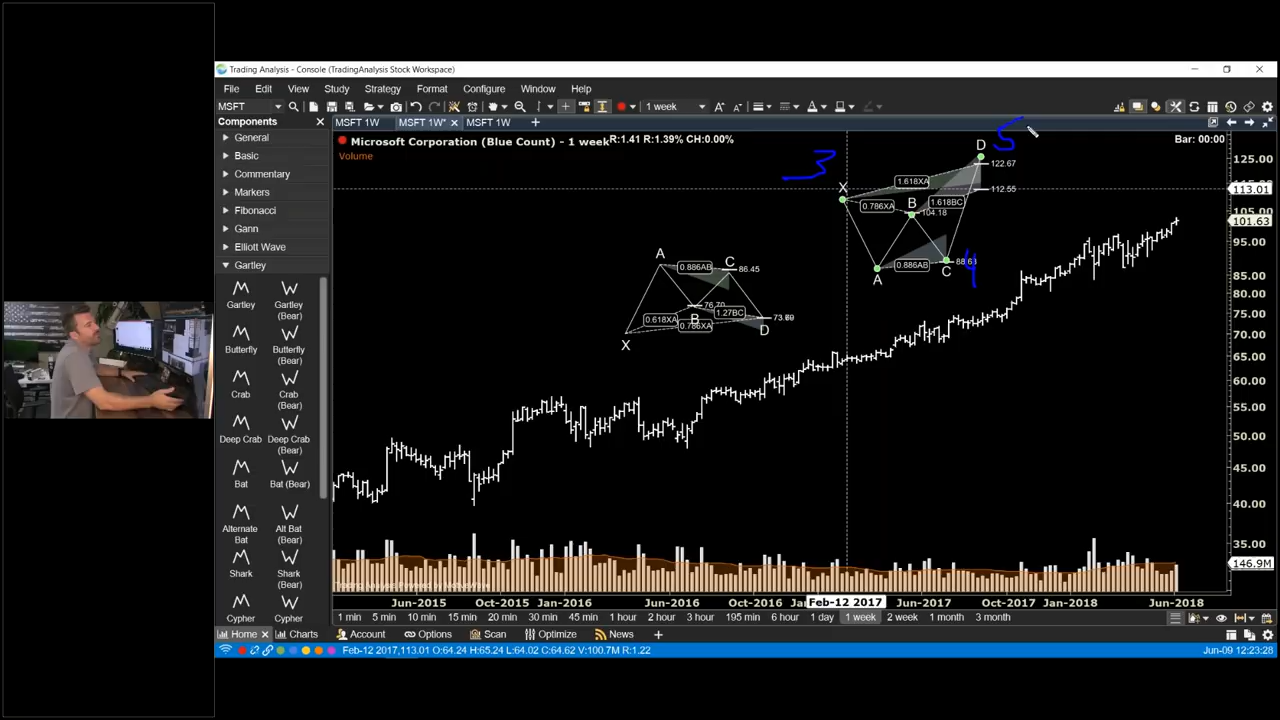 Trading Analysis - Console (TradingAnalysis Stock Workspace)
File Edit View Study Strategies Format Configure Window Help
MSFT 1 week
Components MSFT 1W MSFT 1W* MSFT 1W
General
Basic
Commentary
Markers
Fibonacci
Gann
Elliott Wave
Gartley
Gartley Gartley (Bear)
Butterfly Butterfly (Bear)
Crab Crab (Bear)
Deep Crab Deep Crab (Bear)
Bat Bat (Bear)
Alternate Bat Alt Bat (Bear)
Shark Shark (Bear)
Cypher Cypher
Microsoft Corporation (Blue Count) - 1 week R:1.41 R:1.39% CH:0.00% Bar: 00:00
Volume
3
5
4
D
122.67
1.618XA
X
112.55
0.786XA
B
1.618BC
104.18
0.886AB
A
C
A
0.886AB
C
86.45
76.70
B
1.27BC
0.618XA
0.786XA
D
X
125.00
113.01
105.00
101.63
95.00
85.00
80.00
75.00
70.00
65.00
60.00
55.00
50.00
45.00
40.00
35.00
146.9M
Jun-2015 Oct-2015 Jan-2016 Jun-2016 Oct-2016 Feb-12 2017 Jun-2017 Oct-2017 Jan-2018 Jun-2018
1 min 5 min 10 min 15 min 20 min 30 min 45 min 1 hour 2 hour 3 hour 195 min 6 hour 1 day 1 week 2 week 1 month 3 month
Home Charts Account Options Scan Optimize News
Feb-12 2017,113.01 O:64.24 H:65.24 L:64.02 C:64.62 V:100.7M R:1.22 Jun-09 12:23:28